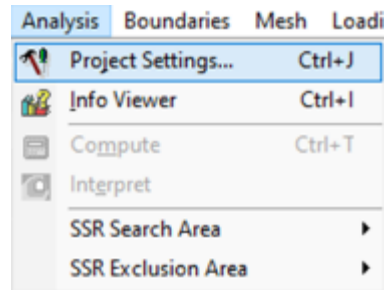 Analysis Boundaries Mesh Loadi
Project Settings... Ctrl+J
Info Viewer Ctrl+I
Compute Ctrl+T
Interpret
SSR Search Area
SSR Exclusion Area